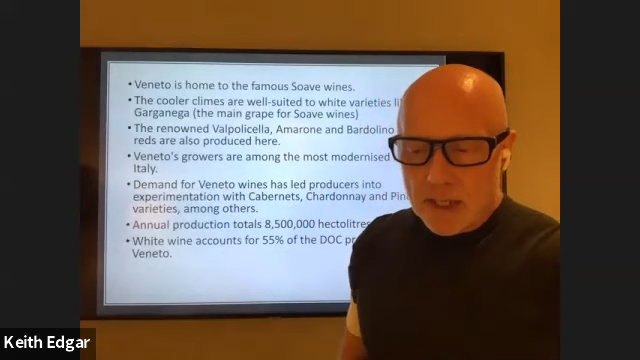 • Veneto is home to the famous Soave wines.
• The cooler climes are well-suited to white varieties
Garganega (the main grape for Soave wines)
• The renowned Valpolicella, Amarone and Bardolino
reds are also produced here.
• Veneto's growers are among the most modernised
Italy.
• Demand for Veneto wines has led producers into
experimentation with Cabernets, Chardonnay and
varieties, among others.
• Annual production totals 8,500,000 hectolitres
• White wine accounts for 55% of the DOC
Veneto.
Keith Edgar